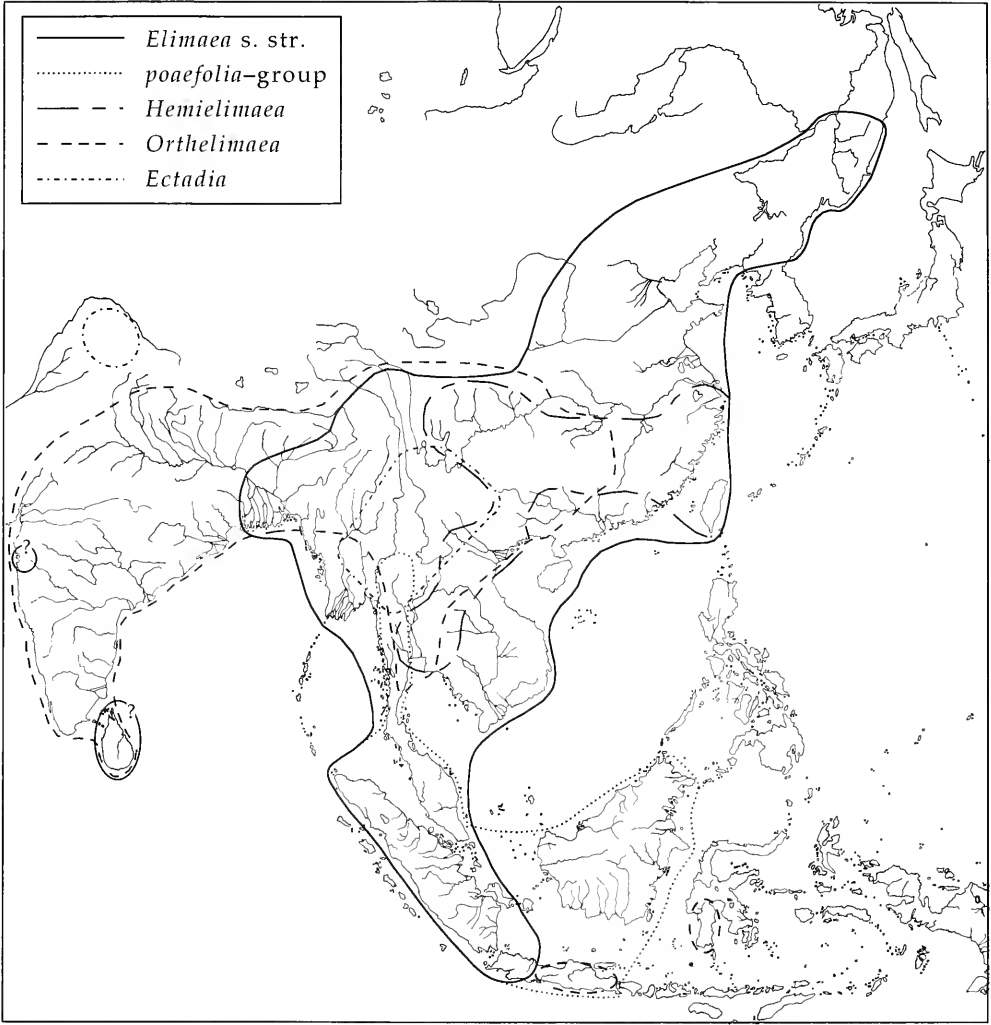 Elimaea s. str.
poaefolia–group
Hemielimaea
Orthelimaea
Ectadia
?
?